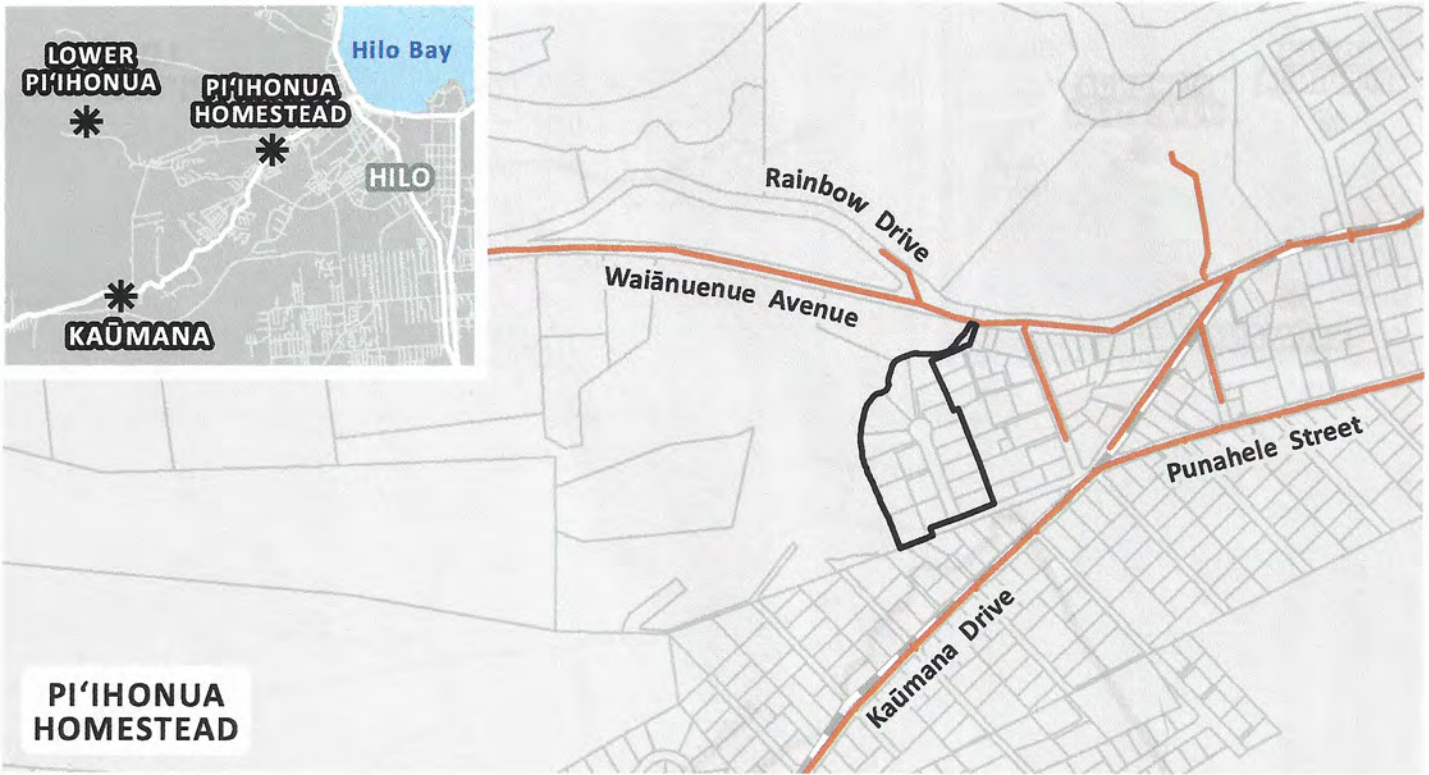 LOWER
PIʻIHONUA
PIʻIHONUA
HOMESTEAD
Hilo Bay
HILO
KAŪMANA
Rainbow Drive
Waiānuenue Avenue
Punahele Street
Kaūmana Drive
PIʻIHONUA
HOMESTEAD